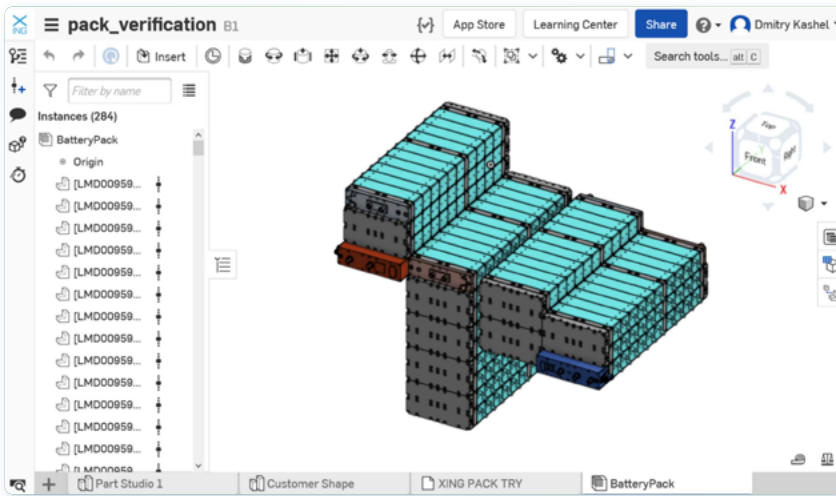 XING
pack_verification B1
App Store
Learning Center
Share
Dmitry Kashel
Insert
Search tools... alt C
Filter by name
Instances (284)
BatteryPack
Origin
[LMD00959...
[LMD00959...
[LMD00959...
[LMD00959...
[LMD00959...
[LMD00959...
[LMD00959...
[LMD00959...
[LMD00959...
[LMD00959...
[LMD00959...
[LMD00959...
[LMD00959...
[LMD00959...
Z
Top
Y
Front
Right
X
Part Studio 1
Customer Shape
XING PACK TRY
BatteryPack